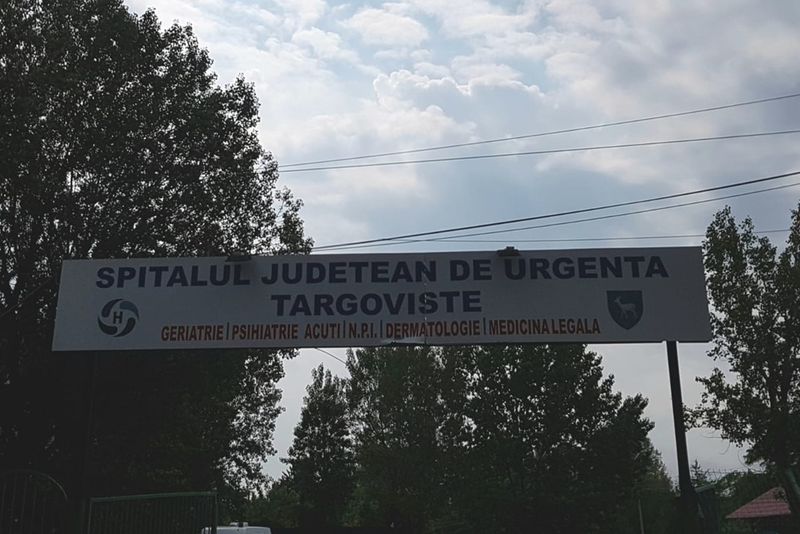 SPITALUL JUDETEAN DE URGENTA
TARGOVISTE
H
GERIATRIE | PSIHIATRIE ACUTI | N.P.I. | DERMATOLOGIE | MEDICINA LEGALA